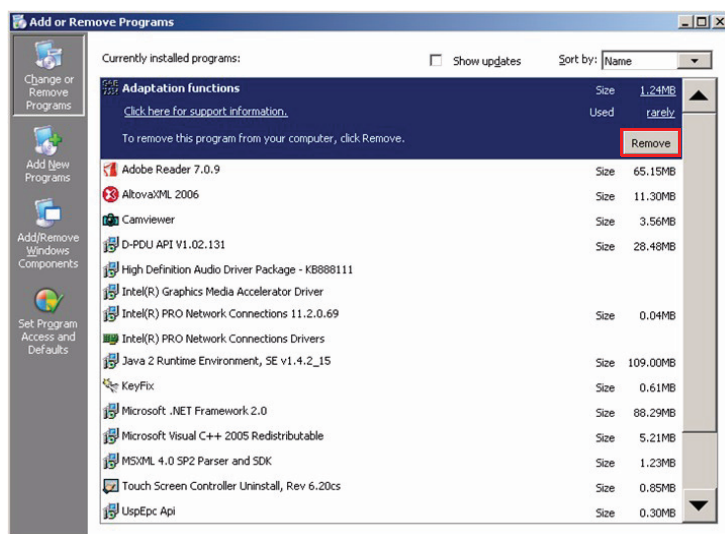 Add or Remove Programs
Change or
Remove
Programs
Add New
Programs
Add/Remove
Windows
Components
Set Program
Access and
Defaults
Currently installed programs:
Show updates
Sort by: Name
Adaptation functions Size 1.24MB
Click here for support information. Used rarely
To remove this program from your computer, click Remove. Remove
Adobe Reader 7.0.9 Size 65.15MB
AltovaXML 2006 Size 11.30MB
Camviewer Size 3.56MB
D-PDU API V1.02.131 Size 28.48MB
High Definition Audio Driver Package - KB888111
Intel(R) Graphics Media Accelerator Driver
Intel(R) PRO Network Connections 11.2.0.69 Size 0.04MB
Intel(R) PRO Network Connections Drivers
Java 2 Runtime Environment, SE v1.4.2_15 Size 109.00MB
KeyFix Size 0.61MB
Microsoft .NET Framework 2.0 Size 88.29MB
Microsoft Visual C++ 2005 Redistributable Size 5.21MB
MSXML 4.0 SP2 Parser and SDK Size 1.23MB
Touch Screen Controller Uninstall, Rev 6.20cs Size 0.85MB
UspEpc Api Size 0.30MB